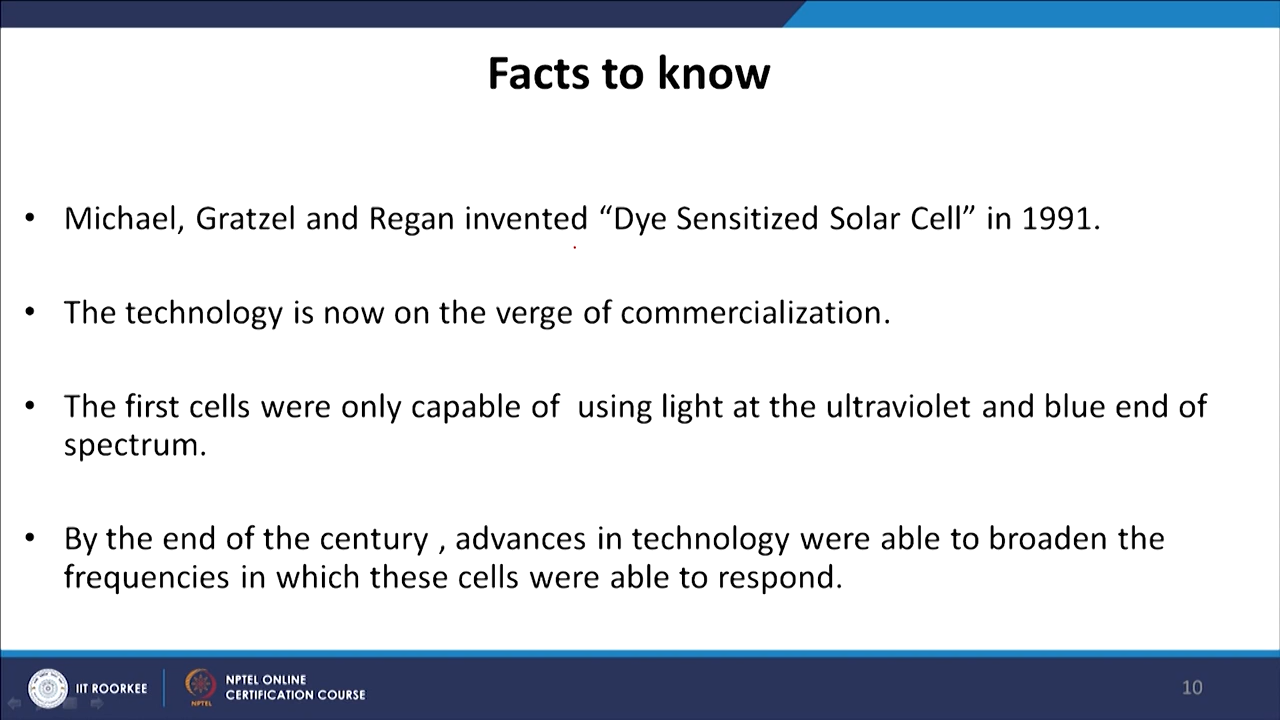 Facts to know
• Michael, Gratzel and Regan invented “Dye Sensitized Solar Cell” in 1991.
• The technology is now on the verge of commercialization.
• The first cells were only capable of  using light at the ultraviolet and blue end of
spectrum.
• By the end of the century , advances in technology were able to broaden the
frequencies in which these cells were able to respond.
IIT ROORKEE
NPTEL
NPTEL ONLINE
CERTIFICATION COURSE
10